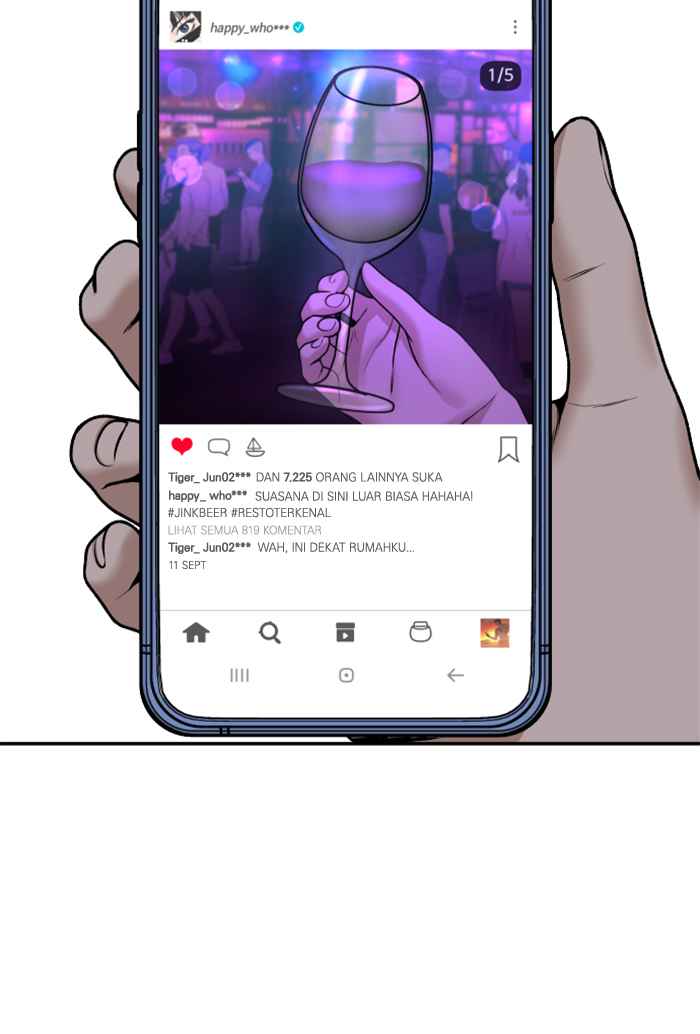 happy_who***
1/5
Tiger_ Jun02*** DAN 7,225 ORANG LAINNYA SUKA
happy_ who*** SUASANA DI SINI LUAR BIASA HAHAHA!
#JINKBEER #RESTOTERKENAL
LIHAT SEMUA 819 KOMENTAR
Tiger_ Jun02*** WAH, INI DEKAT RUMAHKU...
11 SEPT